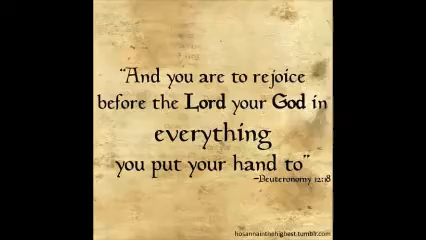 "And you are to rejoice
before the Lord your God in
everything
you put your hand to"
~Deuteronomy 12:18
hosannainthehighest.tumblr.com